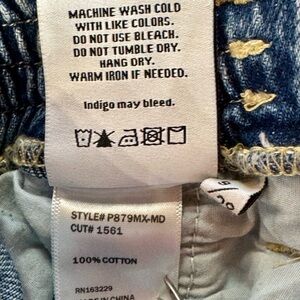 MACHINE WASH COLD
WITH LIKE COLORS.
DO NOT USE BLEACH.
DO NOT TUMBLE DRY.
HANG DRY.
WARM IRON IF NEEDED.
Indigo may bleed.
STYLE# P879MX-MD
CUT# 1561
100% COTTON
RN163229
MADE IN CHINA